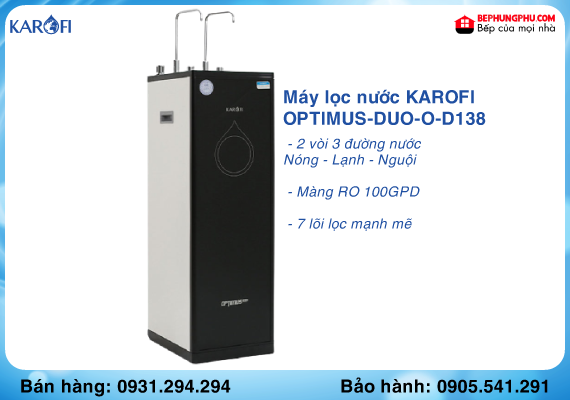 KAROFI
BEPHUNGPHU.COM
Bếp của mọi nhà
KAROFI
Máy lọc nước KAROFI
OPTIMUS-DUO-O-D138
- 2 vòi 3 đường nước
Nóng - Lạnh - Nguội
- Màng RO 100GPD
- 7 lõi lọc mạnh mẽ
Bán hàng: 0931.294.294
Bảo hành: 0905.541.291